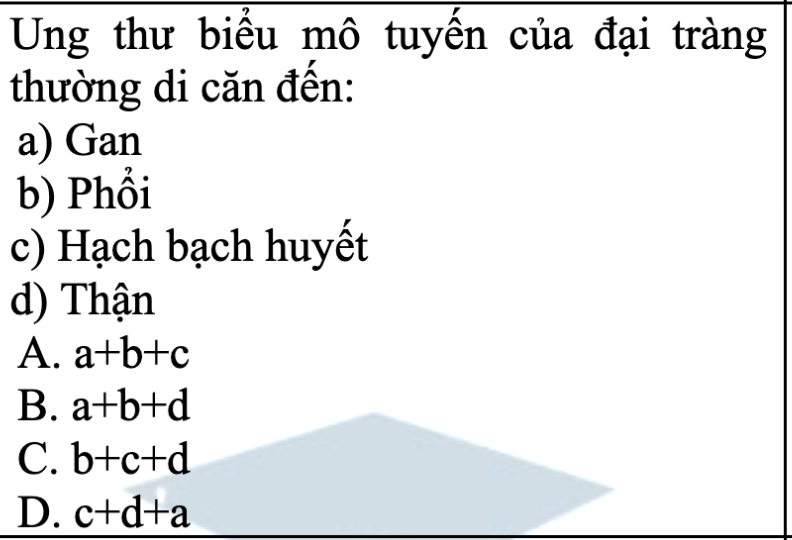 Ung thư biểu mô tuyến của đại tràng
thường di căn đến:
a) Gan
b) Phổi
c) Hạch bạch huyết
d) Thận
A. a+b+c
B. a+b+d
C. b+c+d
D. c+d+a